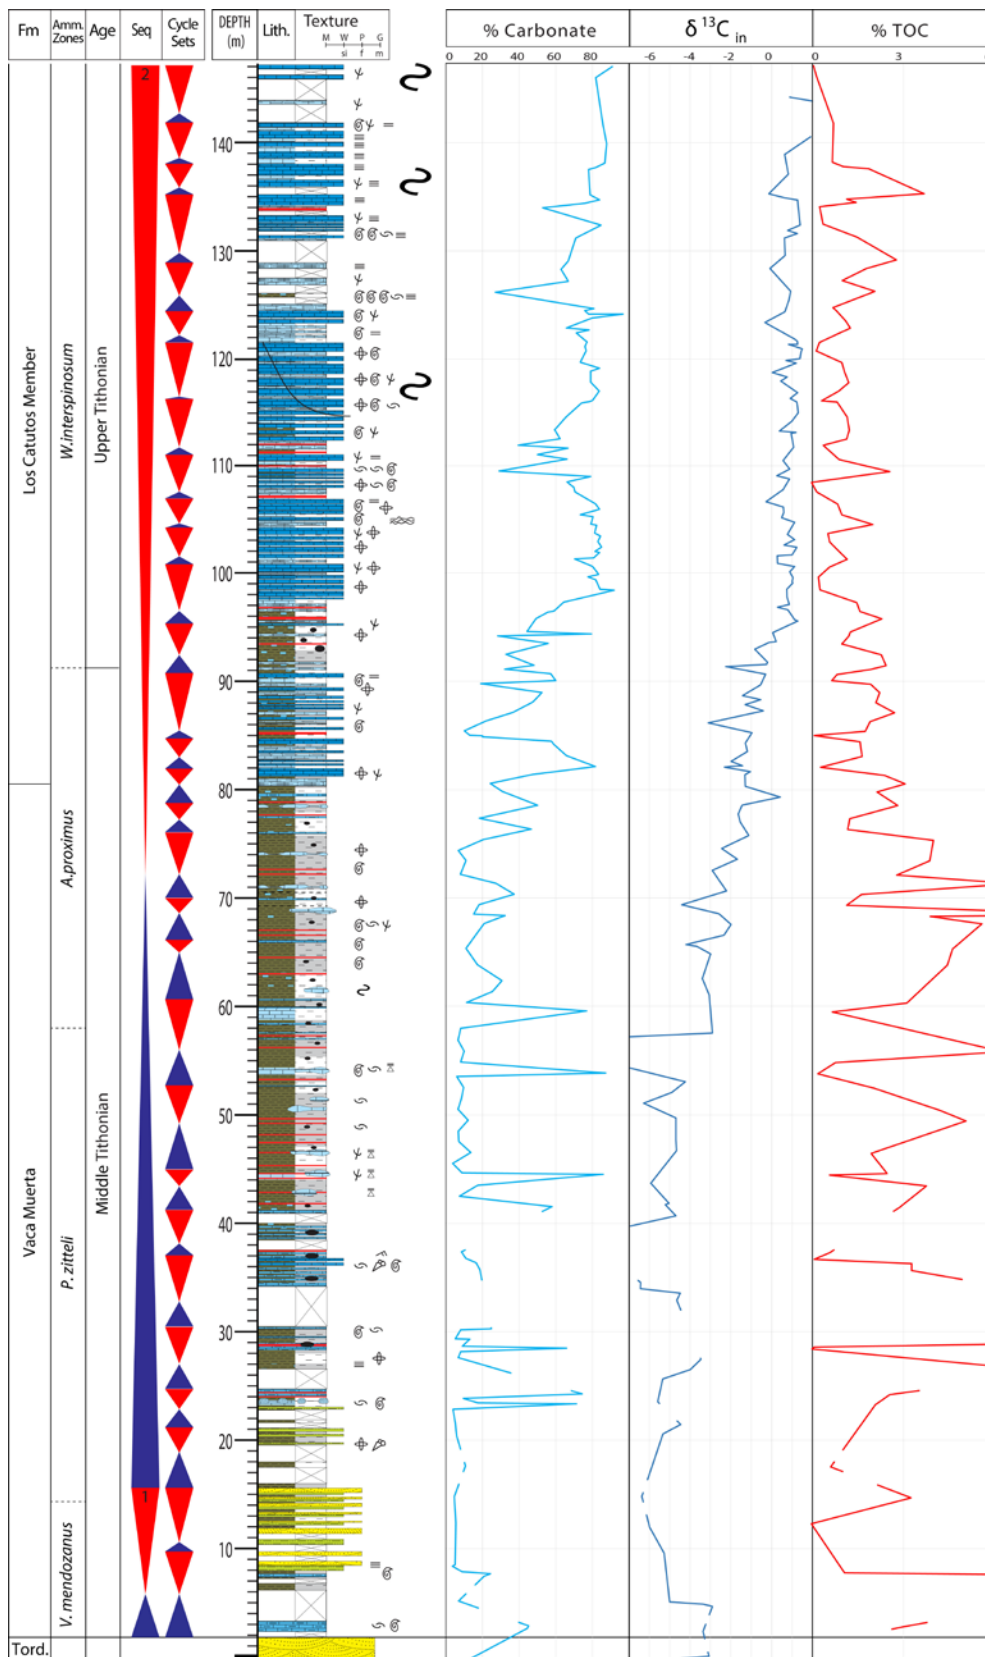 Fm
Amm. Zones
Age
Seq
Cycle Sets
DEPTH (m)
Lith.
Texture
M W P G
si f m
% Carbonate
δ 13C in
% TOC
0 20 40 60 80
-6 -4 -2 0
0 3 6
2
140
130
120
110
100
90
80
70
60
50
40
30
20
10
1
Los Catutos Member
Vaca Muerta
Tord.
W.interspinosum
A.proximus
P. zitteli
V. mendozanus
Upper Tithonian
Middle Tithonian